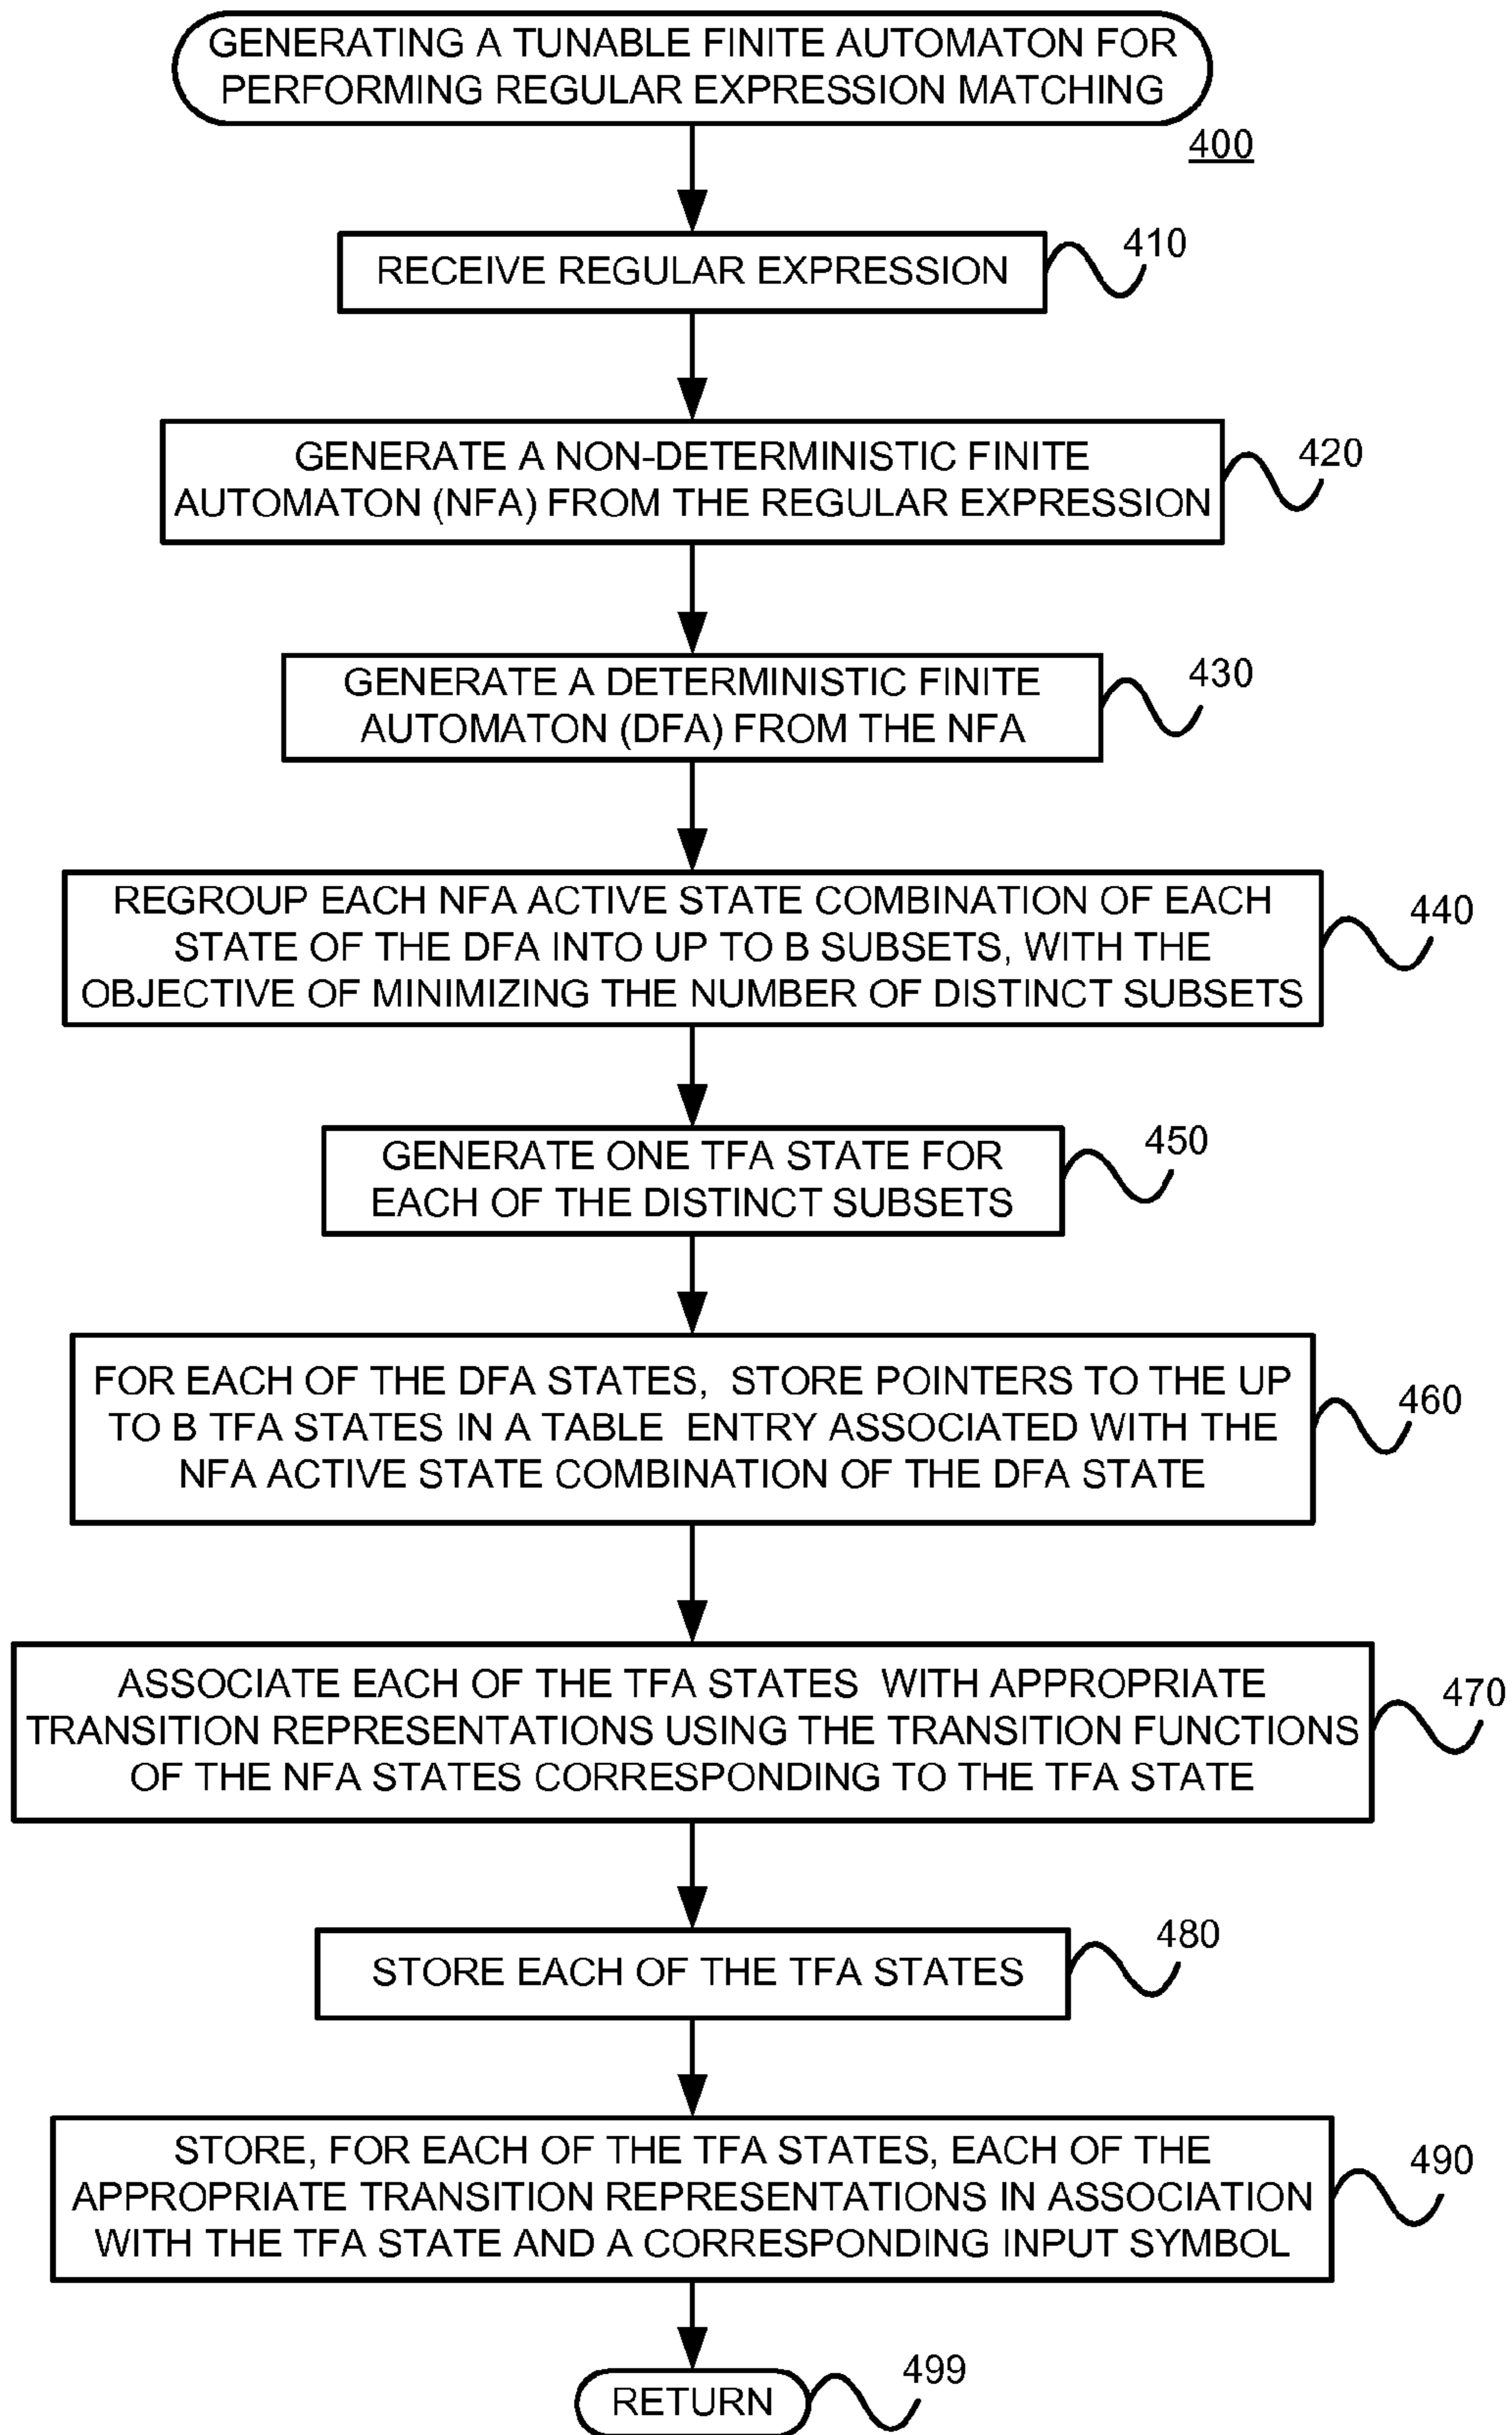 GENERATING A TUNABLE FINITE AUTOMATON FOR
PERFORMING REGULAR EXPRESSION MATCHING
400
RECEIVE REGULAR EXPRESSION
410
GENERATE A NON-DETERMINISTIC FINITE
AUTOMATON (NFA) FROM THE REGULAR EXPRESSION
420
GENERATE A DETERMINISTIC FINITE
AUTOMATON (DFA) FROM THE NFA
430
REGROUP EACH NFA ACTIVE STATE COMBINATION OF EACH
STATE OF THE DFA INTO UP TO B SUBSETS, WITH THE
OBJECTIVE OF MINIMIZING THE NUMBER OF DISTINCT SUBSETS
440
GENERATE ONE TFA STATE FOR
EACH OF THE DISTINCT SUBSETS
450
FOR EACH OF THE DFA STATES, STORE POINTERS TO THE UP
TO B TFA STATES IN A TABLE ENTRY ASSOCIATED WITH THE
NFA ACTIVE STATE COMBINATION OF THE DFA STATE
460
ASSOCIATE EACH OF THE TFA STATES WITH APPROPRIATE
TRANSITION REPRESENTATIONS USING THE TRANSITION FUNCTIONS
OF THE NFA STATES CORRESPONDING TO THE TFA STATE
470
STORE EACH OF THE TFA STATES
480
STORE, FOR EACH OF THE TFA STATES, EACH OF THE
APPROPRIATE TRANSITION REPRESENTATIONS IN ASSOCIATION
WITH THE TFA STATE AND A CORRESPONDING INPUT SYMBOL
490
RETURN
499